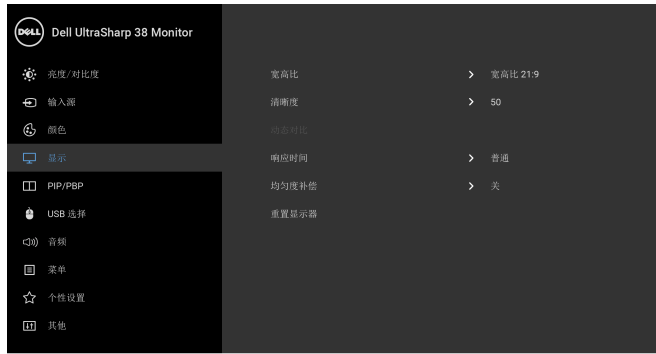 DELL Dell UltraSharp 38 Monitor
亮度/对比度
宽高比 宽高比 21:9
输入源
清晰度 50
颜色
动态对比
显示
响应时间 普通
PIP/PBP
均匀度补偿 关
USB 选择
重置显示器
音频
菜单
个性设置
其他